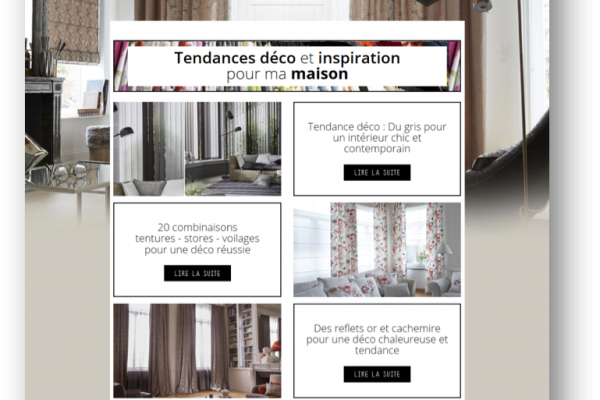 Tendances déco et inspiration
pour ma maison
Tendance déco : Du gris pour
un intérieur chic et
contemporain
LIRE LA SUITE
20 combinaisons
tentures - stores - voilages
pour une déco réussie
LIRE LA SUITE
Des reflets or et cachemire
pour une déco chaleureuse et
tendance
LIRE LA SUITE